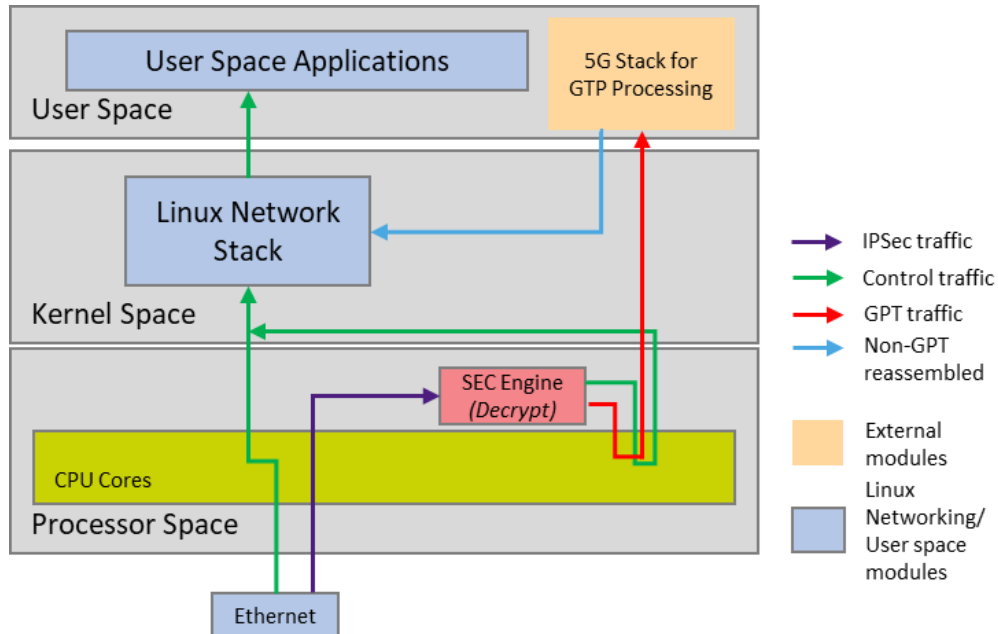 User Space Applications
5G Stack for
GTP Processing
User Space
Linux Network
Stack
Kernel Space
SEC Engine
(Decrypt)
CPU Cores
Processor Space
Ethernet
IPSec traffic
Control traffic
GPT traffic
Non-GPT
reassembled
External
modules
Linux
Networking/
User space
modules